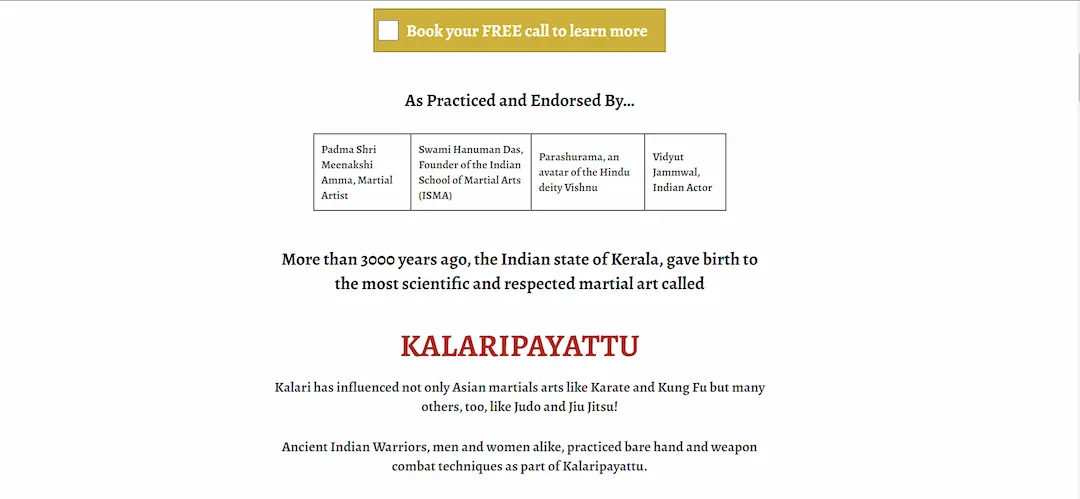 Book your FREE call to learn more
As Practiced and Endorsed By...
Padma Shri
Meenakshi
Amma, Martial
Artist
Swami Hanuman Das,
Founder of the Indian
School of Martial Arts
(ISMA)
Parashurama, an
avatar of the Hindu
deity Vishnu
Vidyut
Jammwal,
Indian Actor
More than 3000 years ago, the Indian state of Kerala, gave birth to
the most scientific and respected martial art called
KALARIPAYATTU
Kalari has influenced not only Asian martials arts like Karate and Kung Fu but many
others, too, like Judo and Jiu Jitsu!
Ancient Indian Warriors, men and women alike, practiced bare hand and weapon
combat techniques as part of Kalaripayattu.